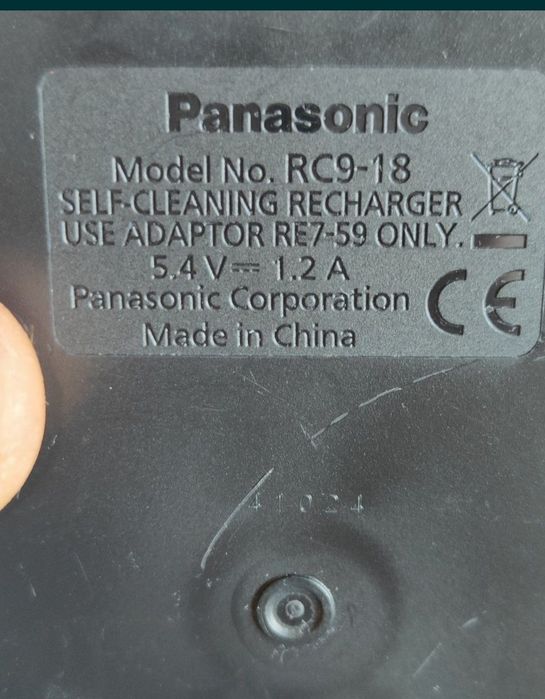 Panasonic
Model No. RC9-18
SELF-CLEANING RECHARGER
USE ADAPTOR RE7-59 ONLY.
5.4 V⎓ 1.2 A
Panasonic Corporation
Made in China
CE
41024